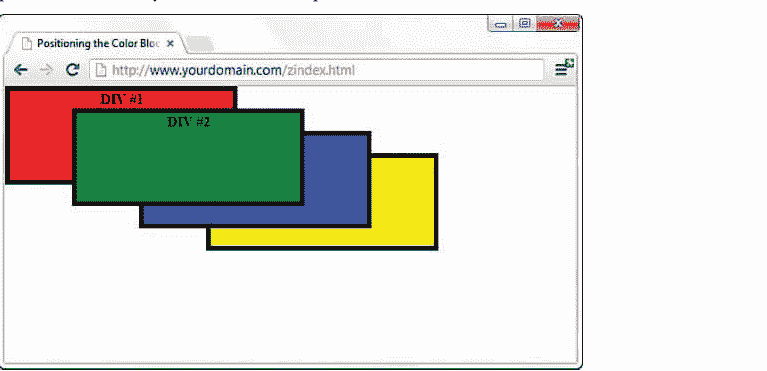 Positioning the Color Bloc
http://www.yourdomain.com/zindex.html
DIV #1
DIV #2